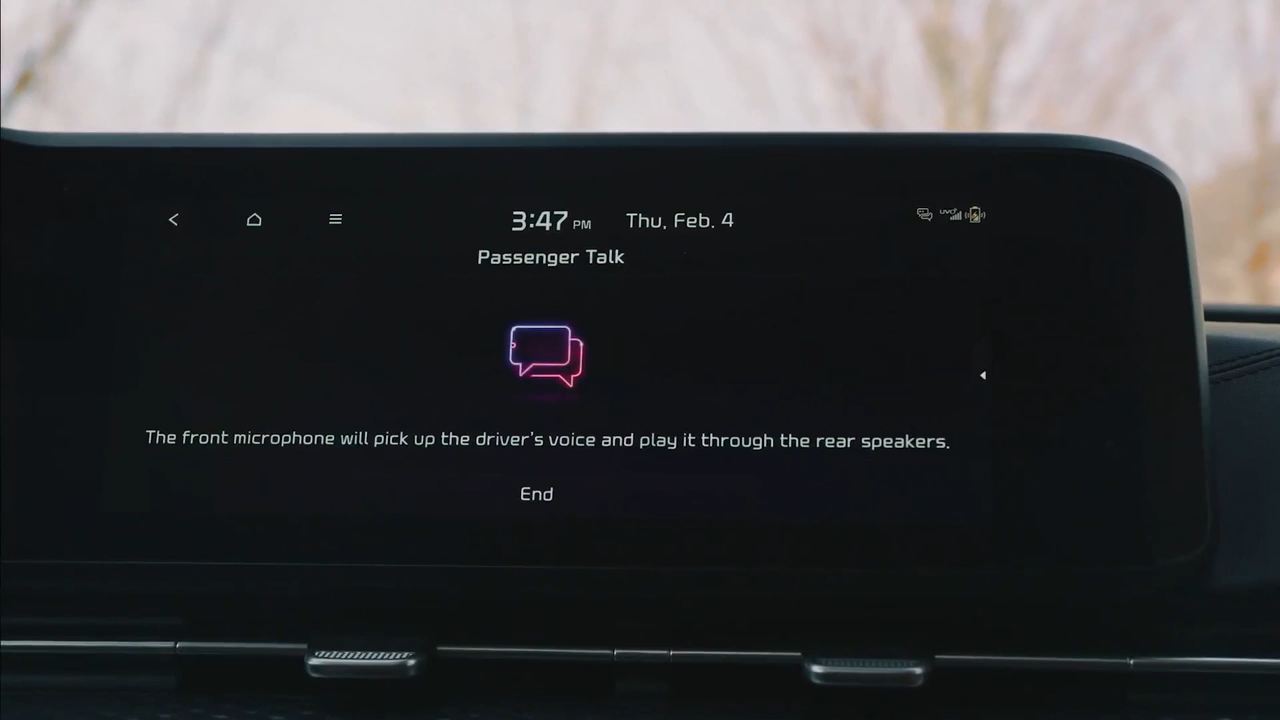 3:47 PM Thu, Feb. 4
UVO
Passenger Talk
The front microphone will pick up the driver's voice and play it through the rear speakers.
End